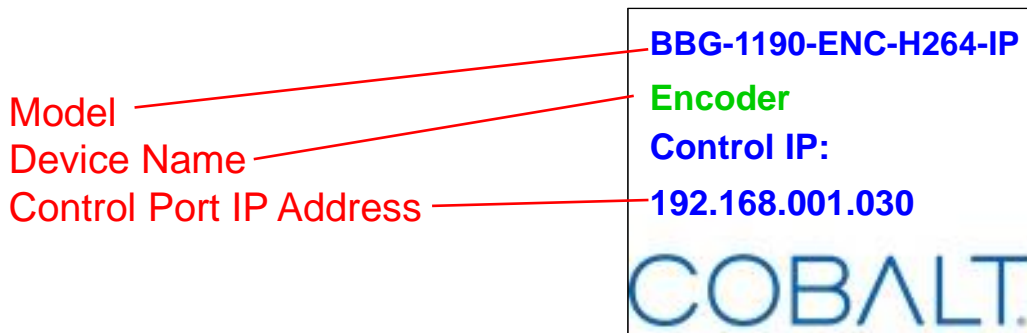 Model
Device Name
Control Port IP Address
BBG-1190-ENC-H264-IP
Encoder
Control IP:
192.168.001.030
COBALT